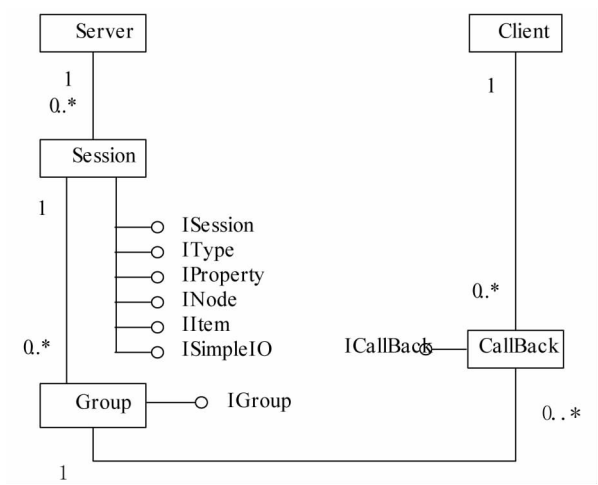 Server
Client
1
0..*
1
Session
1
ISession
IType
IProperty
INode
IItem
ISimpleIO
0..*
0..*
ICallBack
CallBack
Group
IGroup
0..*
1